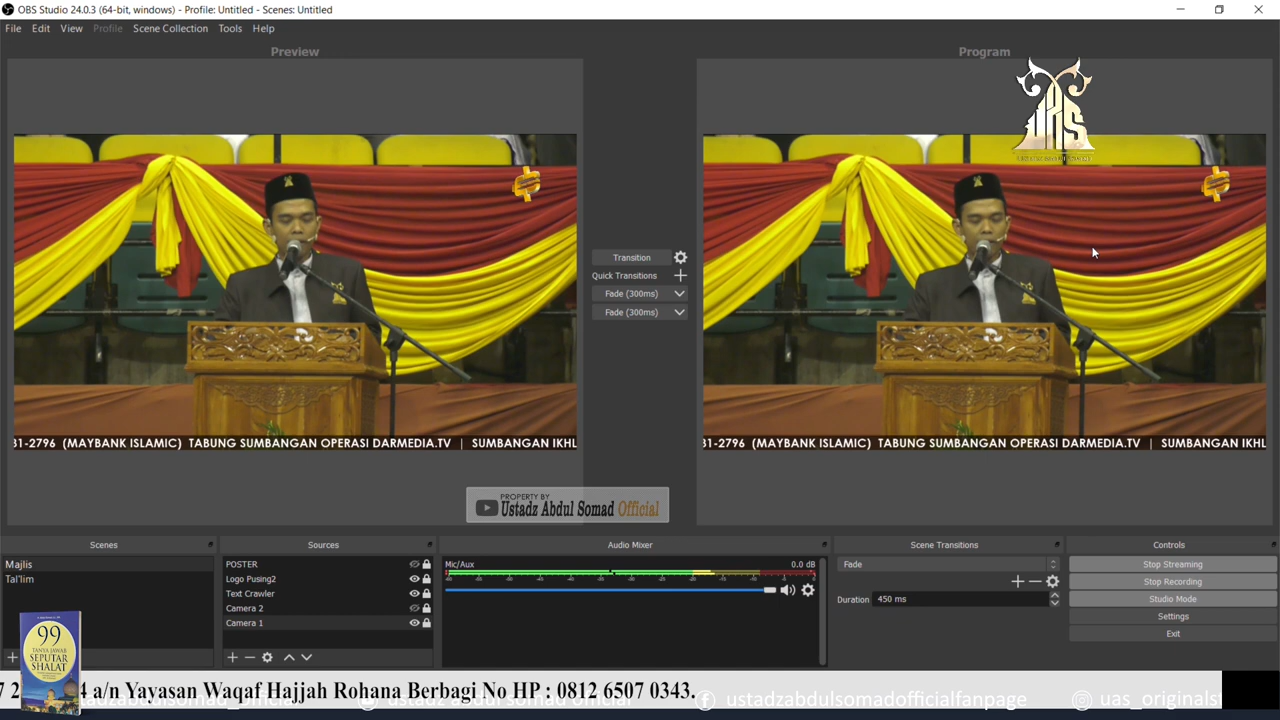 OBS Studio 24.0.3 (64-bit, windows) - Profile: Untitled - Scenes: Untitled
File Edit View Profile Scene Collection Tools Help
Preview
Program
UAS
31-2796 (MAYBANK ISLAMIC) TABUNG SUMBANGAN OPERASI DARMEDIA.TV | SUMBANGAN IKHL
31-2796 (MAYBANK ISLAMIC) TABUNG SUMBANGAN OPERASI DARMEDIA.TV | SUMBANGAN IKHL
Transition
Quick Transitions
Fade (300ms)
Fade (300ms)
PROPERTY BY
Ustadz Abdul Somad Official
Scenes
Majlis
Tal'lim
Sources
POSTER
Logo Pusing2
Text Crawler
Camera 2
Camera 1
Audio Mixer
Mic/Aux 0.0 dB
Scene Transitions
Fade
Duration 450 ms
Controls
Stop Streaming
Stop Recording
Studio Mode
Settings
Exit
99
TANYA JAWAB
SEPUTAR
SHALAT
4 a/n Yayasan Waqaf Hajjah Rohana Berbagi No HP : 0812 6507 0343.
ustadzabdulsomadofficialfanpage